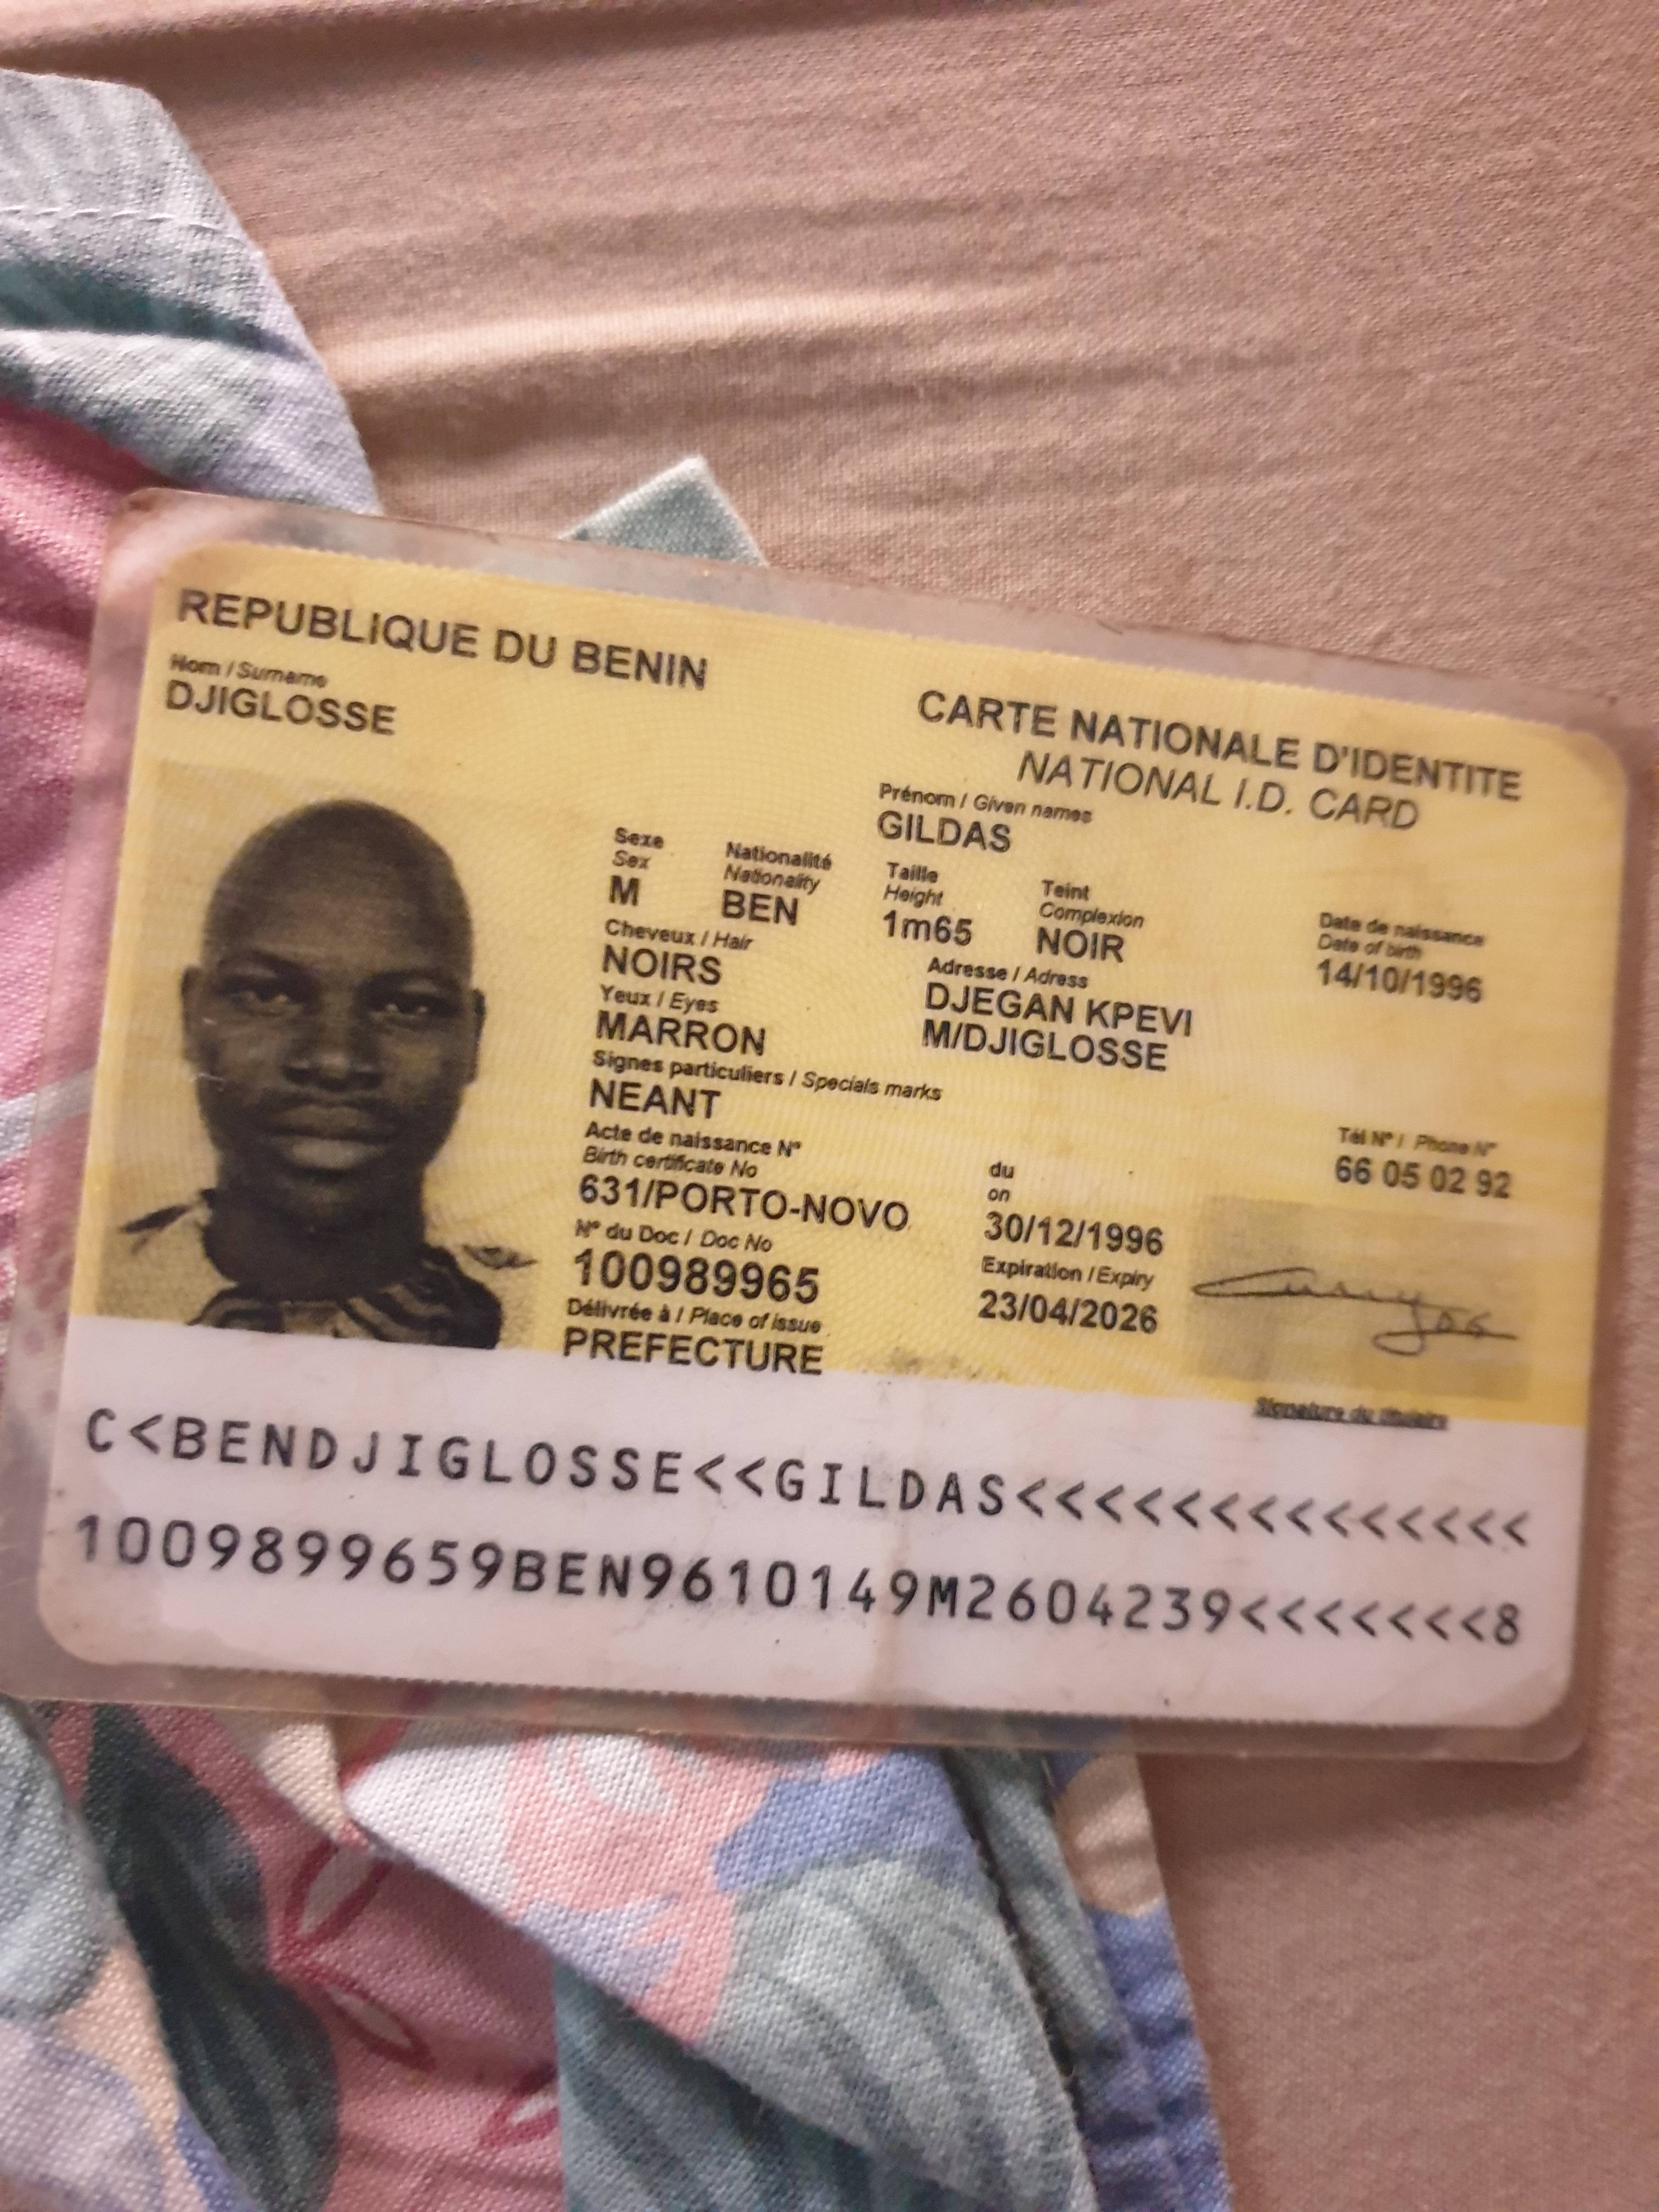 REPUBLIQUE DU BENIN
Nom / Surname
DJIGLOSSE
CARTE NATIONALE D'IDENTITE
NATIONAL I.D. CARD
Prénom / Given names
GILDAS
Sexe
Sex
M
Nationalité
Nationality
BEN
Taille
Height
1m65
Teint
Complexion
NOIR
Date de naissance
Date of birth
14/10/1996
Cheveux / Hair
NOIRS
Adresse / Adress
DJEGAN KPEVI
M/DJIGLOSSE
Yeux / Eyes
MARRON
Signes particuliers / Specials marks
NEANT
Acte de naissance N°
Birth certificate No
631/PORTO-NOVO
du
on
30/12/1996
Tél N° / Phone N°
66 05 02 92
N° du Doc / Doc No
100989965
Expiration / Expiry
23/04/2026
Délivrée à / Place of issue
PREFECTURE
Signature du titulaire
C<BENDJIGLOSSE<<GILDAS<<<<<<<<<<<<<<
1009899659BEN9610149M2604239<<<<<<<8